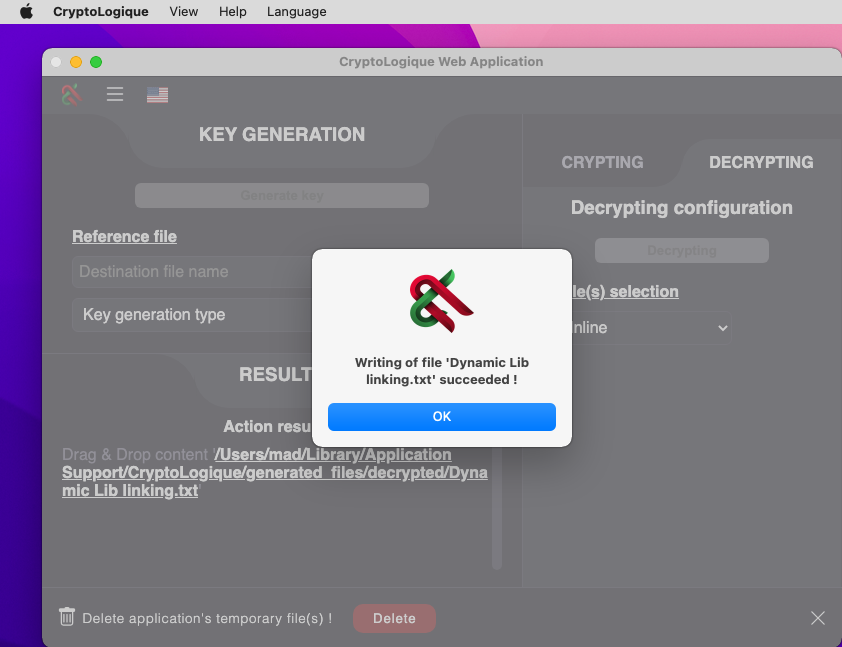 CryptoLogique View Help Language
CryptoLogique Web Application
KEY GENERATION
Generate key
Reference file
Destination file name
Key generation type
CRYPTING DECRYPTING
Decrypting configuration
Decrypting
le(s) selection
nline
Writing of file 'Dynamic Lib
linking.txt' succeeded !
OK
RESULT
Action resu
Drag & Drop content '/Users/mad/Library/Application
Support/CryptoLogique/generated_files/decrypted/Dyna
mic Lib linking.txt'
Delete application's temporary file(s) !
Delete